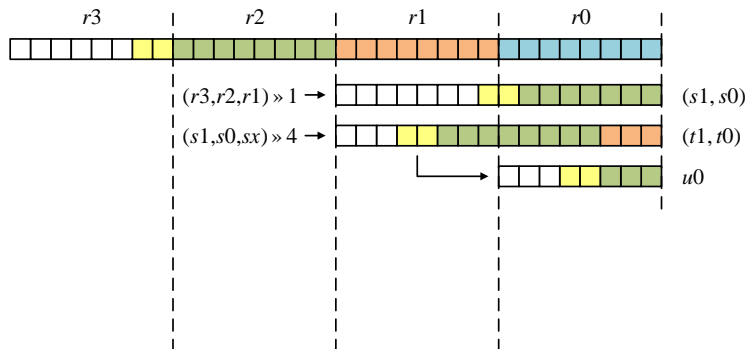 r3 r2 r1 r0
(r3,r2,r1) » 1 (s1, s0)
(s1,s0,sx) » 4 (t1, t0)
u0